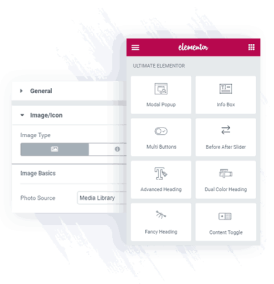 General
Image/Icon
Image Type
Image Basics
Photo Source
Media Library
elementor
ULTIMATE ELEMENTOR
Modal Popup
Info Box
Multi Buttons
Before After Slider
Advanced Heading
Dual Color Heading
Fancy Heading
Content Toggle